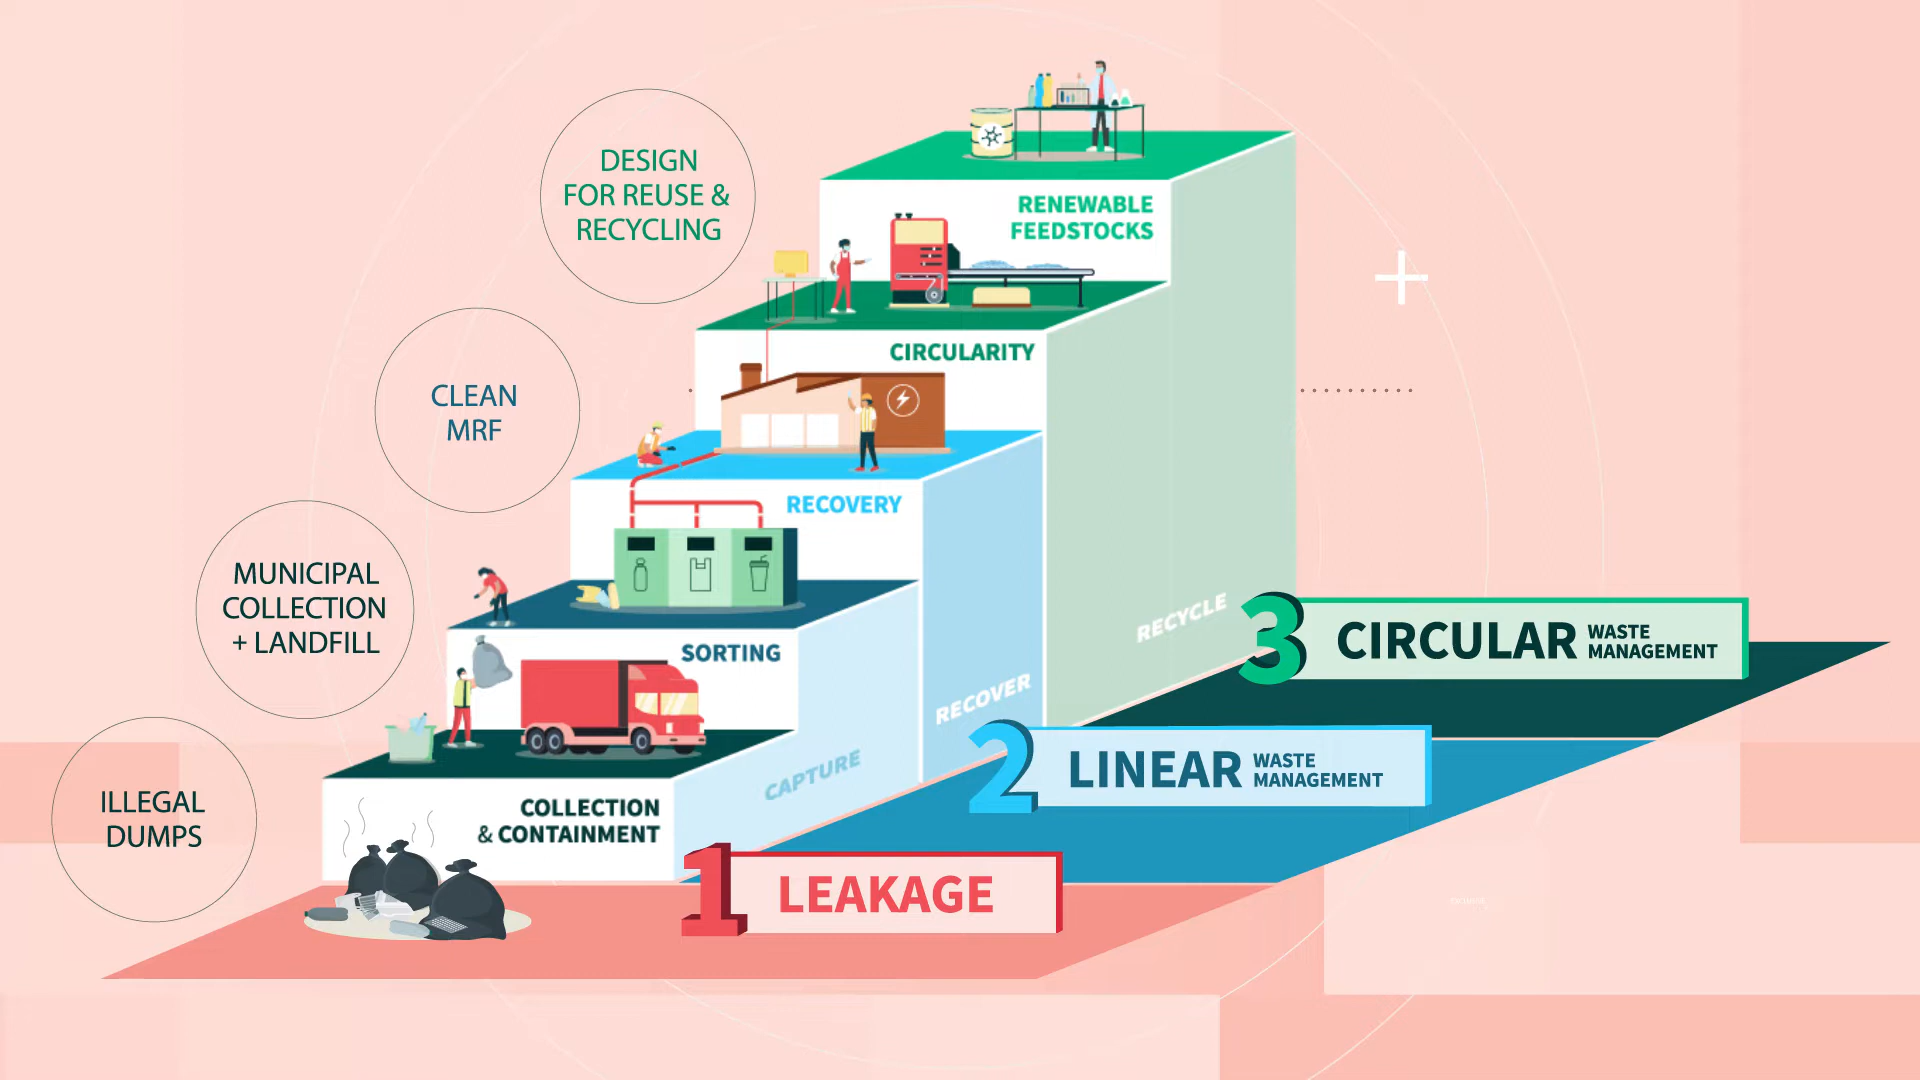 DESIGN
FOR REUSE &
RECYCLING
RENEWABLE
FEEDSTOCKS
CIRCULARITY
CLEAN
MRF
RECOVERY
MUNICIPAL
COLLECTION
+ LANDFILL
SORTING
RECYCLE
3 CIRCULAR WASTE
MANAGEMENT
RECOVER
2 LINEAR WASTE
MANAGEMENT
CAPTURE
ILLEGAL
DUMPS
COLLECTION
& CONTAINMENT
1 LEAKAGE